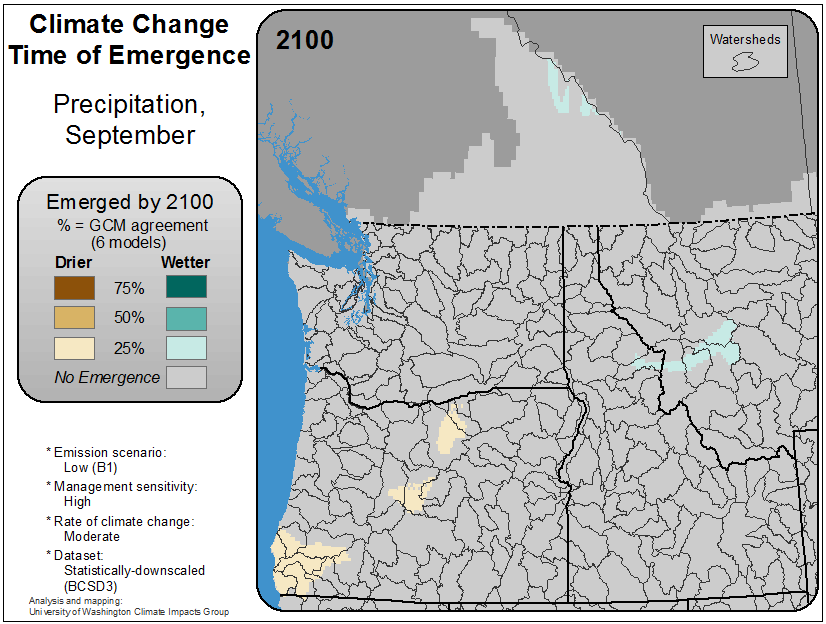 Climate Change
Time of Emergence
Precipitation,
September
Emerged by 2100
% = GCM agreement
(6 models)
Drier Wetter
75%
50%
25%
No Emergence
* Emission scenario:
Low (B1)
* Management sensitivity:
High
* Rate of climate change:
Moderate
* Dataset:
Statistically-downscaled
(BCSD3)
Analysis and mapping:
University of Washington Climate Impacts Group
2100
Watersheds